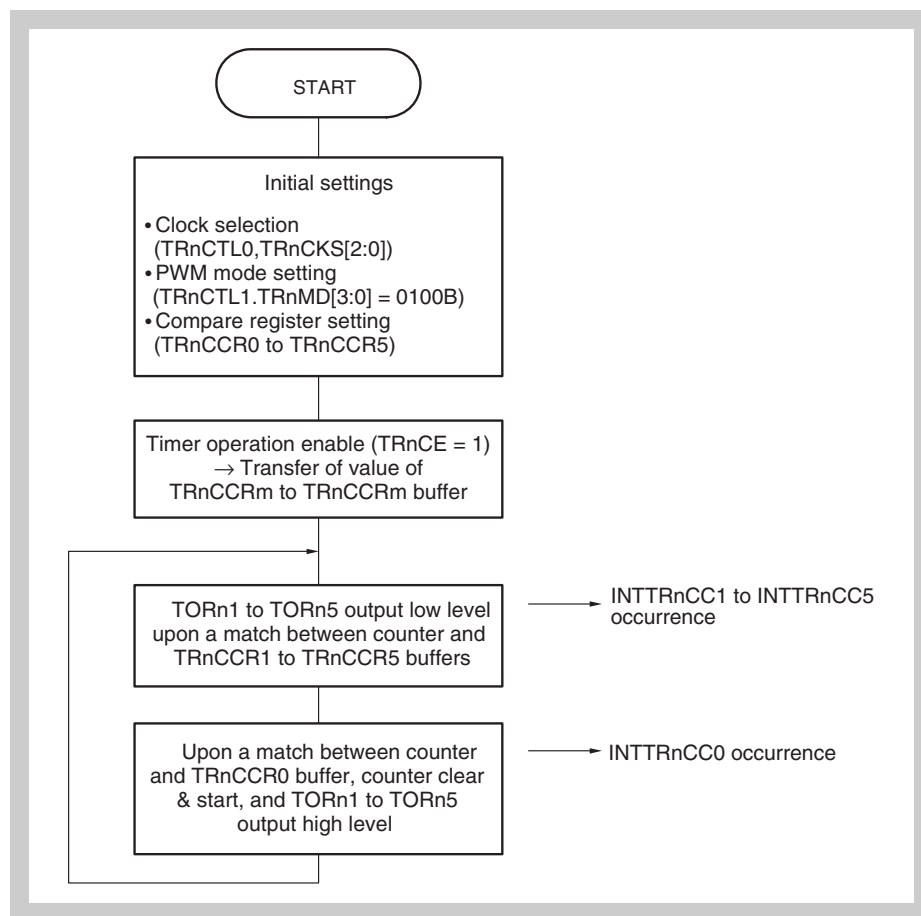 START
Initial settings
• Clock selection
(TRnCTL0,TRnCKS[2:0])
• PWM mode setting
(TRnCTL1.TRnMD[3:0] = 0100B)
• Compare register setting
(TRnCCR0 to TRnCCR5)
Timer operation enable (TRnCE = 1)
→ Transfer of value of
TRnCCRm to TRnCCRm buffer
TORn1 to TORn5 output low level
upon a match between counter and
TRnCCR1 to TRnCCR5 buffers
INTTRnCC1 to INTTRnCC5
occurrence
Upon a match between counter
and TRnCCR0 buffer, counter clear
& start, and TORn1 to TORn5
output high level
INTTRnCC0 occurrence